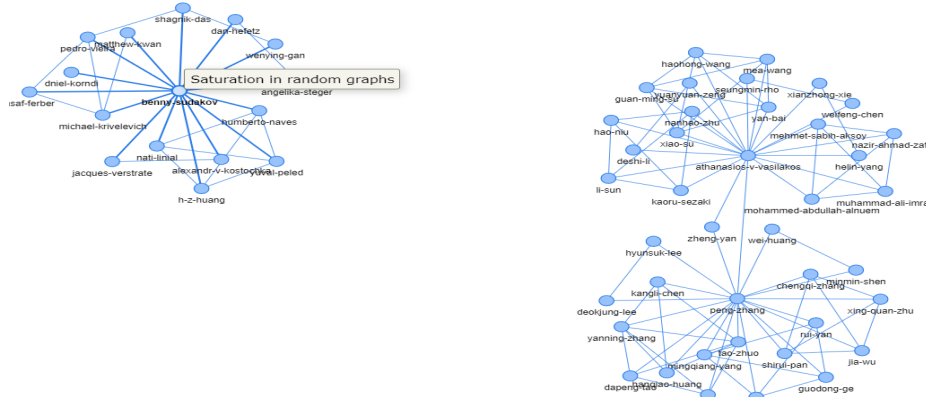 shagnik-das
dan-hefetz
matthew-kwan
pedro-vieira
wenying-gan
Saturation in random graphs
dniel-korndi
angelika-steger
saf-ferber
benny-sudakov
humberto-naves
michael-krivelevich
nati-linial
jacques-verstrate
alexandr-v-kostochka
yuval-peled
h-z-huang
haohong-wang
mea-wang
seungmin-rho
xianzhong-xie
yuanyuan-zeng
guan-ming-su
weifeng-chen
yan-bai
nanhao-zhu
hao-niu
mehmet-sabih-aksoy
xiao-su
nazir-ahmad-zaf
deshi-li
athanasios-v-vasilakos
helin-yang
li-sun
kaoru-sezaki
muhammad-ali-imra
mohammed-abdullah-alnuem
zheng-yan
wei-huang
hyunsuk-lee
minmin-shen
chengqi-zhang
kangli-chen
deokjung-lee
peng-zhang
xing-quan-zhu
yanning-zhang
rui-yan
tao-zhuo
jia-wu
mingqiang-yang
shirui-pan
dapeng-tao
hanqiao-huang
guodong-ge